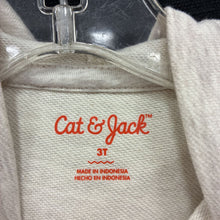 Cat & Jack™
3T
MADE IN INDONESIA
HECHO EN INDONESIA